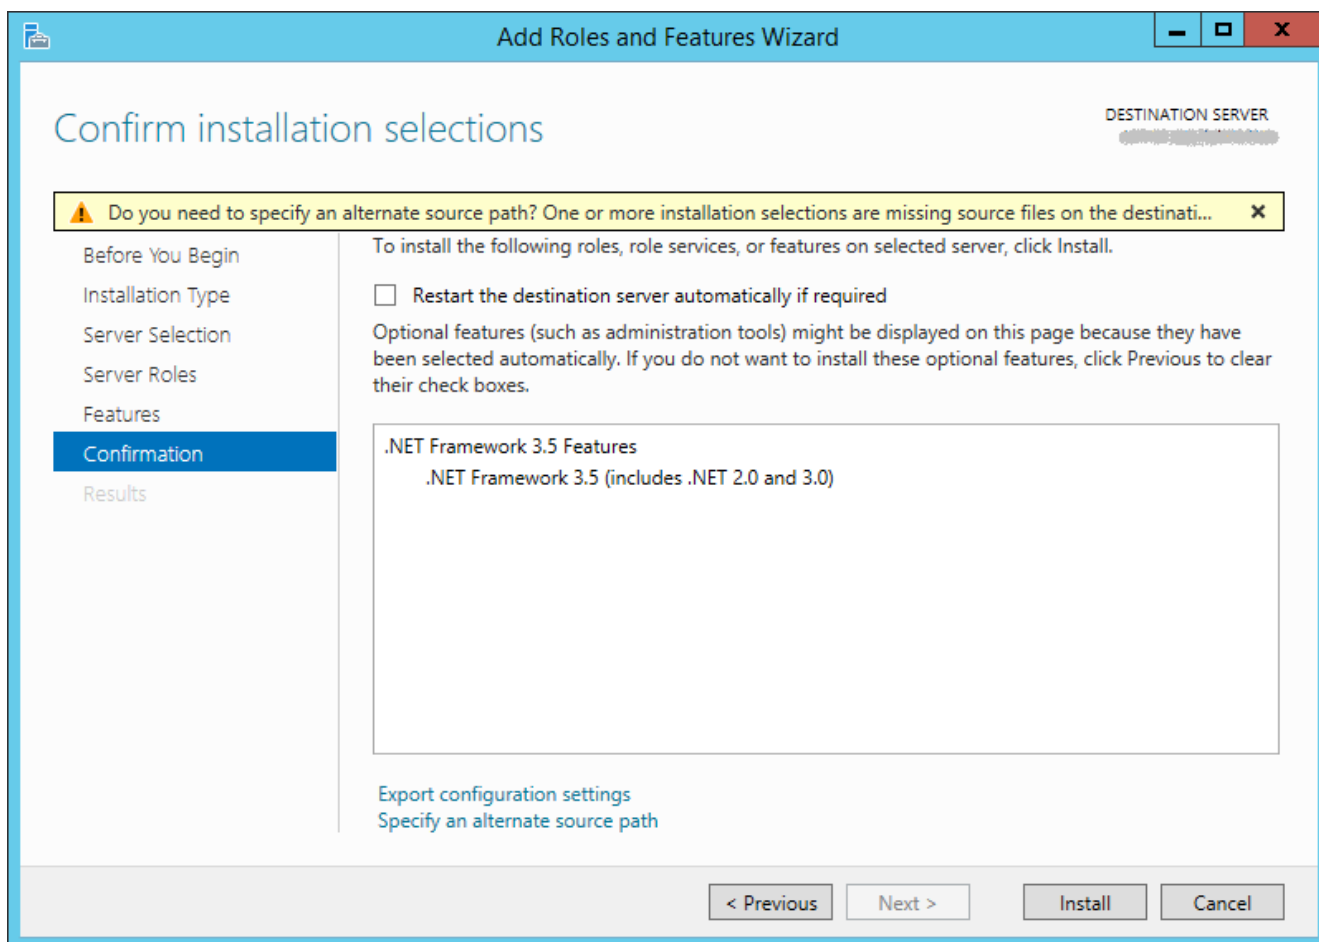 Add Roles and Features Wizard
Confirm installation selections
DESTINATION SERVER
Do you need to specify an alternate source path? One or more installation selections are missing source files on the destinati...
Before You Begin
Installation Type
Server Selection
Server Roles
Features
Confirmation
Results
To install the following roles, role services, or features on selected server, click Install.
Restart the destination server automatically if required
Optional features (such as administration tools) might be displayed on this page because they have
been selected automatically. If you do not want to install these optional features, click Previous to clear
their check boxes.
.NET Framework 3.5 Features
.NET Framework 3.5 (includes .NET 2.0 and 3.0)
Export configuration settings
Specify an alternate source path
< Previous
Next >
Install
Cancel